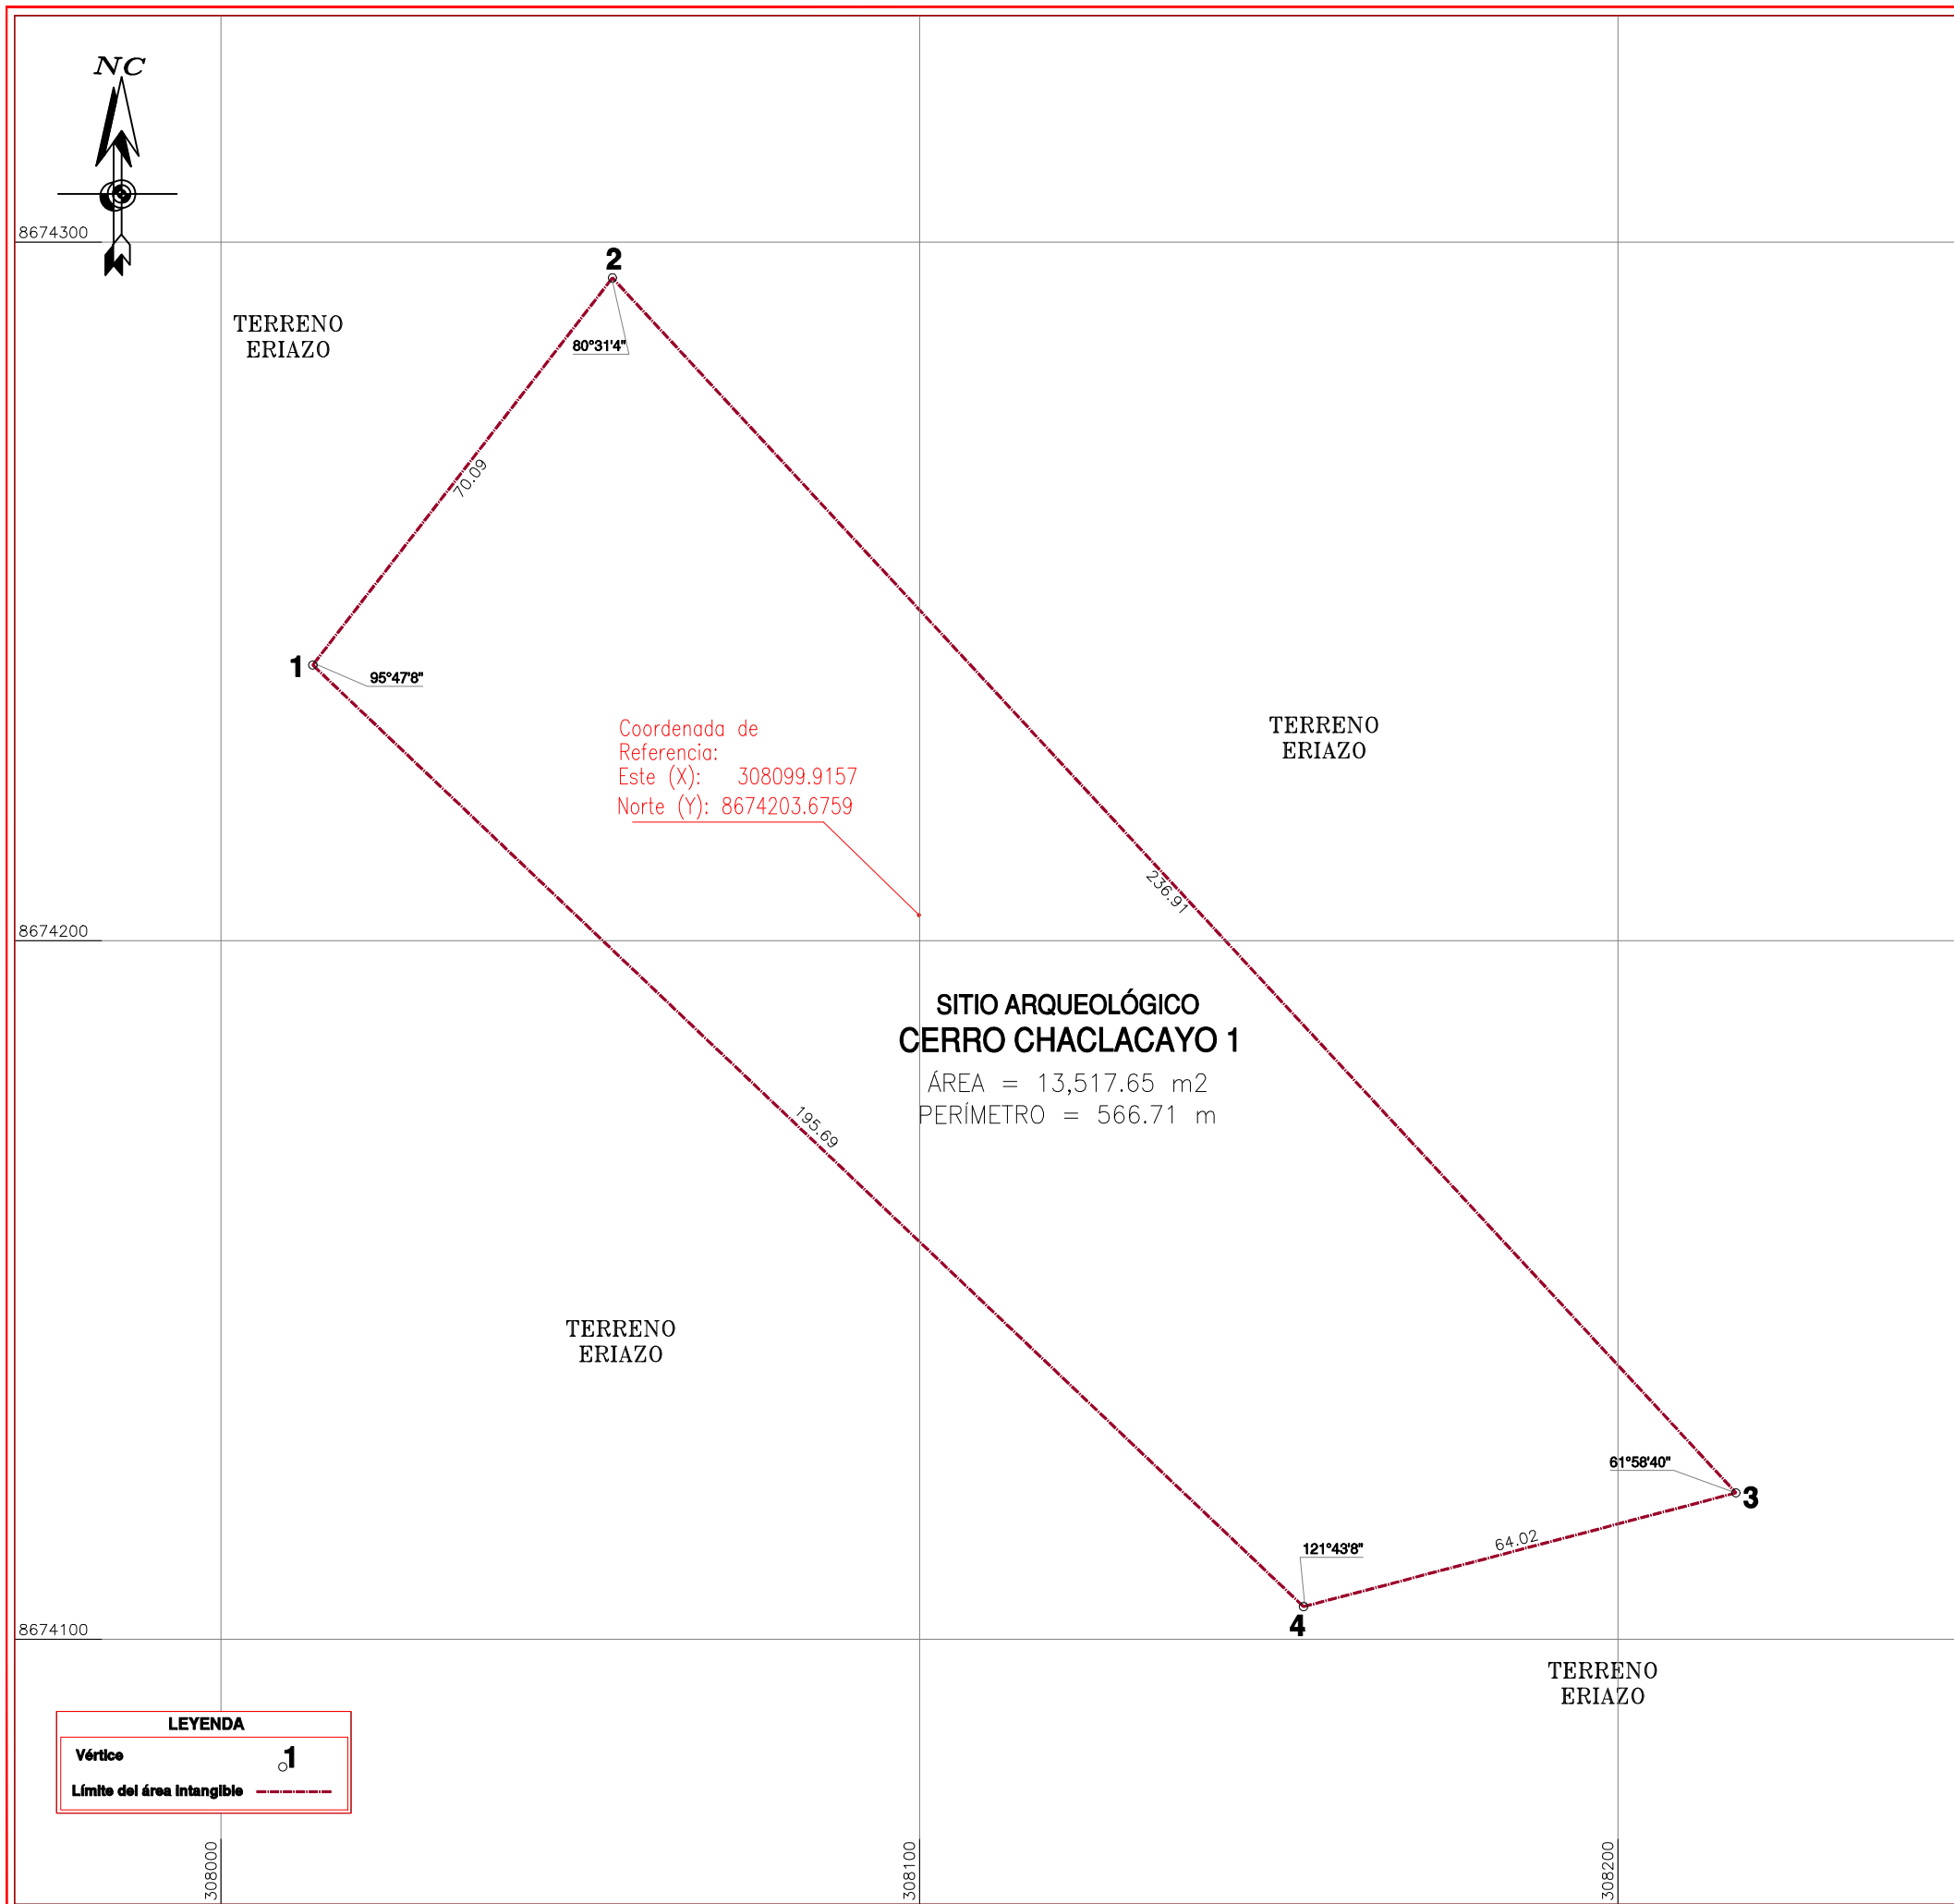 NC
8674300
2
TERRENO
ERIAZO
80°31'4"
70.09
1
95°47'8"
Coordenada de
Referencia:
Este (X): 308099.9157
Norte (Y): 8674203.6759
TERRENO
ERIAZO
236.91
8674200
SITIO ARQUEOLÓGICO
CERRO CHACLACAYO 1
ÁREA = 13,517.65 m2
PERÍMETRO = 566.71 m
195.69
TERRENO
ERIAZO
61°58'40"
3
64.02
121°43'8"
4
8674100
TERRENO
ERIAZO
LEYENDA
Vértice 1
Límite del área intangible
308000
308100
308200